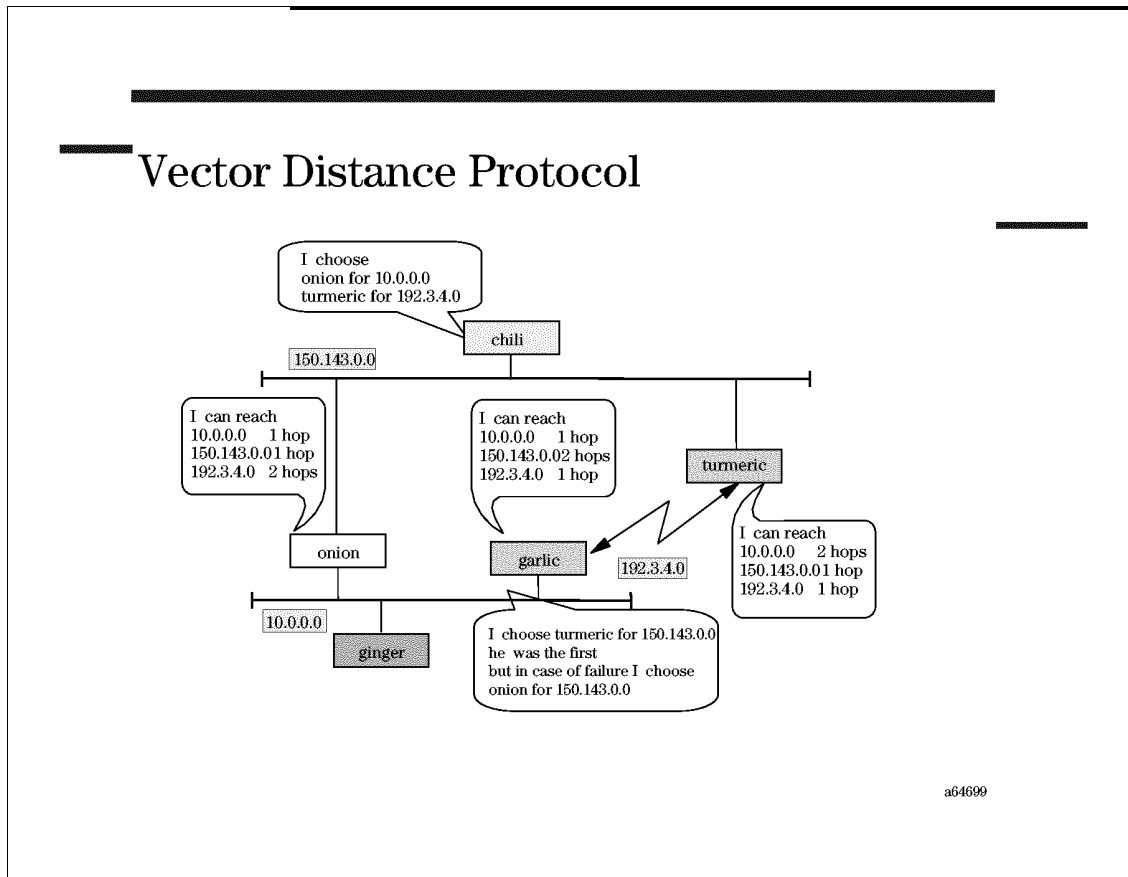 Vector Distance Protocol
I choose
onion for 10.0.0.0
turmeric for 192.3.4.0
chili
150.143.0.0
I can reach
10.0.0.0 1 hop
150.143.0.01 hop
192.3.4.0 2 hops
I can reach
10.0.0.0 1 hop
150.143.0.02 hops
192.3.4.0 1 hop
turmeric
I can reach
10.0.0.0 2 hops
150.143.0.01 hop
192.3.4.0 1 hop
onion
garlic
192.3.4.0
10.0.0.0
ginger
I choose turmeric for 150.143.0.0
he was the first
but in case of failure I choose
onion for 150.143.0.0
a64699